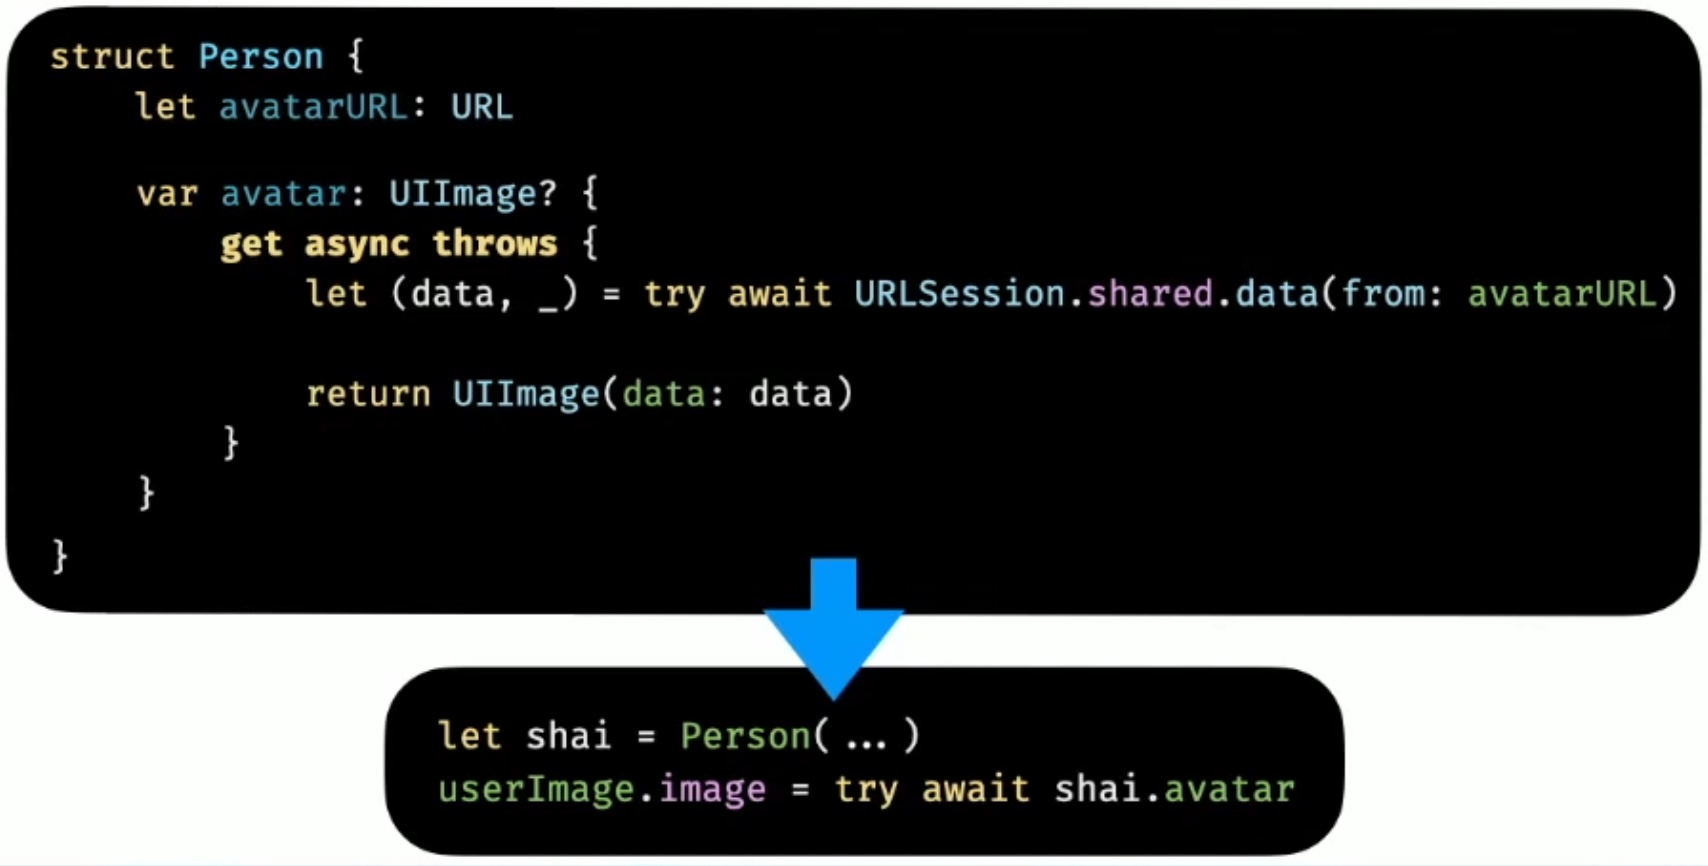 struct Person {
    let avatarURL: URL

    var avatar: UIImage? {
        get async throws {
            let (data, _) = try await URLSession.shared.data(from: avatarURL)

            return UIImage(data: data)
        }
    }
}
let shai = Person(...)
userImage.image = try await shai.avatar